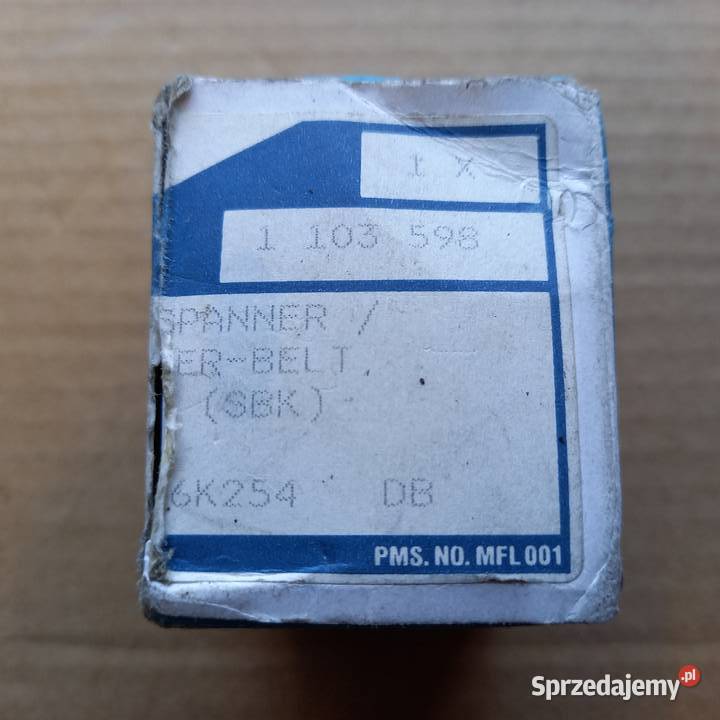 1 X
1 103 598
SPANNER /
ER-BELT.
(SBK)
6K254 DB
PMS. NO. MFL 001
Sprzedajemy.pl